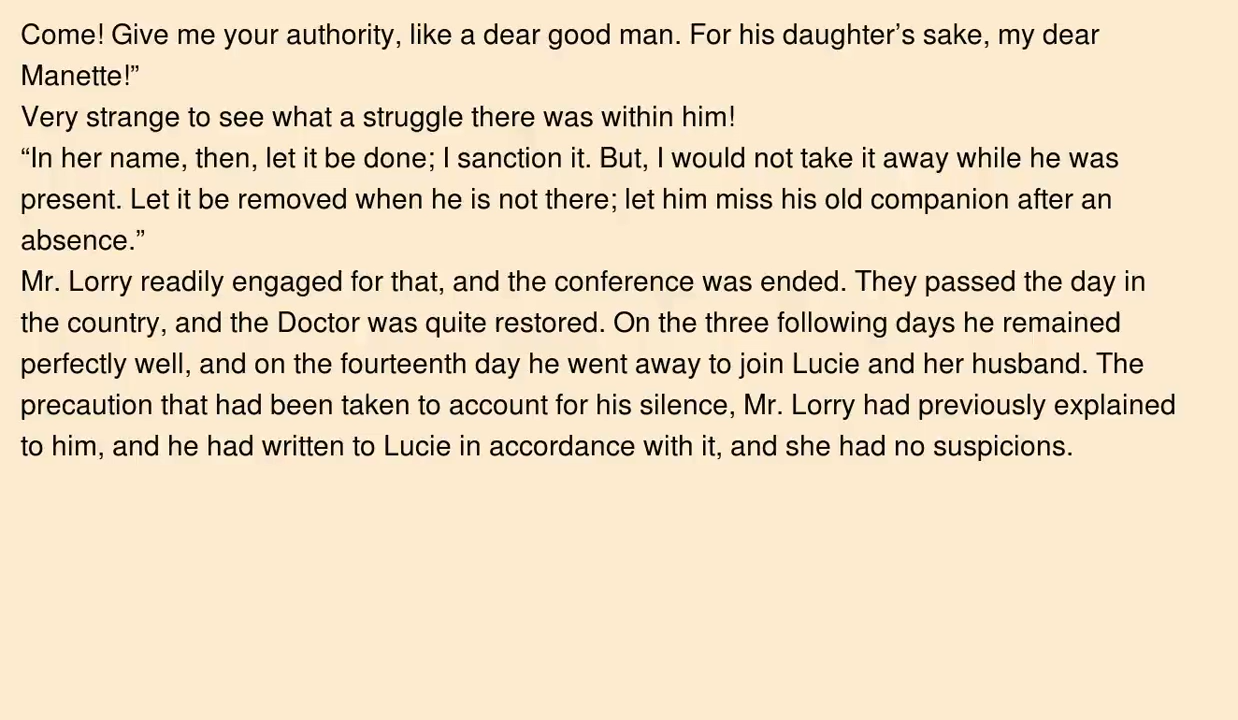 Come! Give me your authority, like a dear good man. For his daughter’s sake, my dear
Manette!”
Very strange to see what a struggle there was within him!
“In her name, then, let it be done; I sanction it. But, I would not take it away while he was
present. Let it be removed when he is not there; let him miss his old companion after an
absence.”
Mr. Lorry readily engaged for that, and the conference was ended. They passed the day in
the country, and the Doctor was quite restored. On the three following days he remained
perfectly well, and on the fourteenth day he went away to join Lucie and her husband. The
precaution that had been taken to account for his silence, Mr. Lorry had previously explained
to him, and he had written to Lucie in accordance with it, and she had no suspicions.